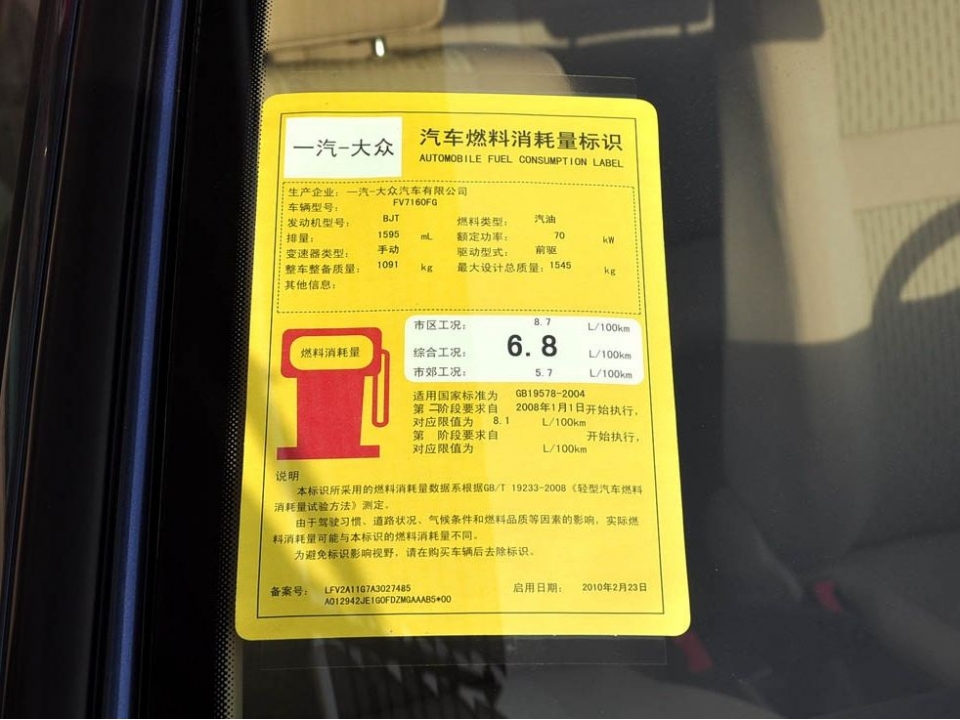 一汽-大众
汽车燃料消耗量标识
AUTOMOBILE FUEL CONSUMPTION LABEL
生产企业: 一汽-大众汽车有限公司
车辆型号: FV7160FG
发动机型号: BJT 燃料类型: 汽油
排量: 1595 mL 额定功率: 70 kW
变速器类型: 手动 驱动型式: 前驱
整车整备质量: 1091 kg 最大设计总质量: 1545 kg
其他信息:
燃料消耗量
市区工况: 8.7 L/100km
综合工况: 6.8 L/100km
市郊工况: 5.7 L/100km
适用国家标准为 GB19578-2004
第二阶段要求自 2008年1月1日开始执行,
对应限值为 8.1 L/100km
第 阶段要求自 开始执行,
对应限值为 L/100km
说明
本标识所采用的燃料消耗量数据系根据GB/T 19233-2008《轻型汽车燃料
消耗量试验方法》测定。
由于驾驶习惯、道路状况、气候条件和燃料品质等因素的影响, 实际燃
料消耗量可能与本标识的燃料消耗量不同。
为避免标识影响视野, 请在购买车辆后去除标识。
备案号: LFV2A11G7A3027485 启用日期: 2010年2月23日
A012942JE1G0FDZMGAAAB5*00